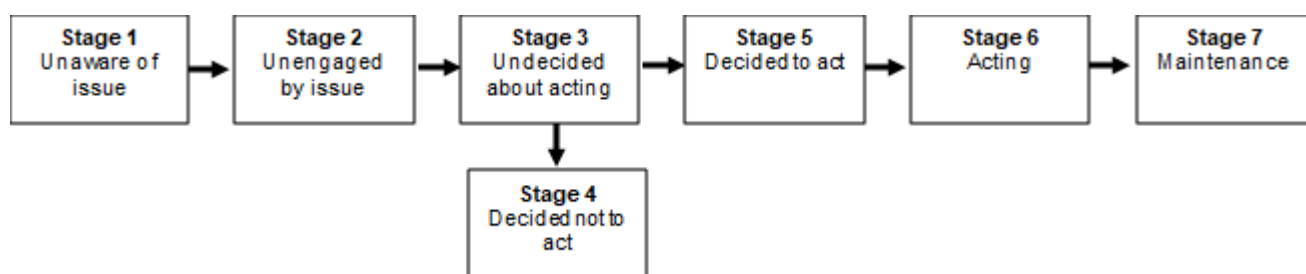 Stage 1
Unaware of
issue
Stage 2
Unengaged
by issue
Stage 3
Undecided
about acting
Stage 5
Decided to act
Stage 6
Acting
Stage 7
Maintenance
Stage 4
Decided not to
act